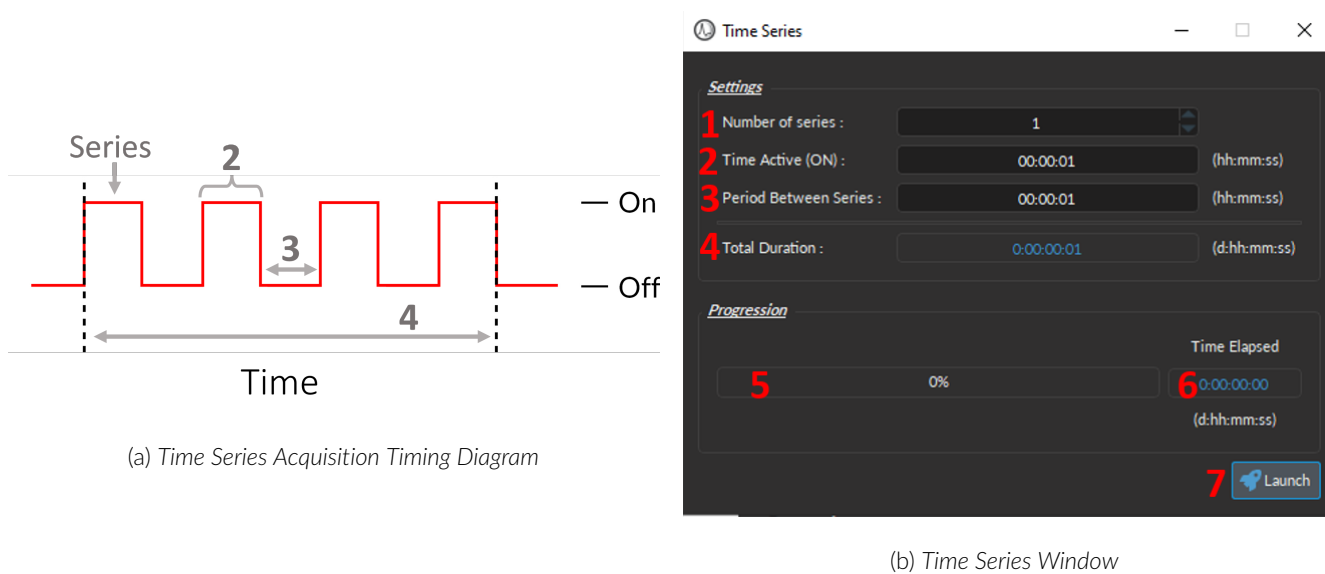 Series
2
On
3
Off
4
Time
(a) Time Series Acquisition Timing Diagram
Time Series
Settings
1 Number of series : 1
2 Time Active (ON) : 00:00:01 (hh:mm:ss)
3 Period Between Series : 00:00:01 (hh:mm:ss)
4 Total Duration : 0:00:00:01 (d:hh:mm:ss)
Progression
Time Elapsed
5 0% 6 0:00:00:00
(d:hh:mm:ss)
7 Launch
(b) Time Series Window